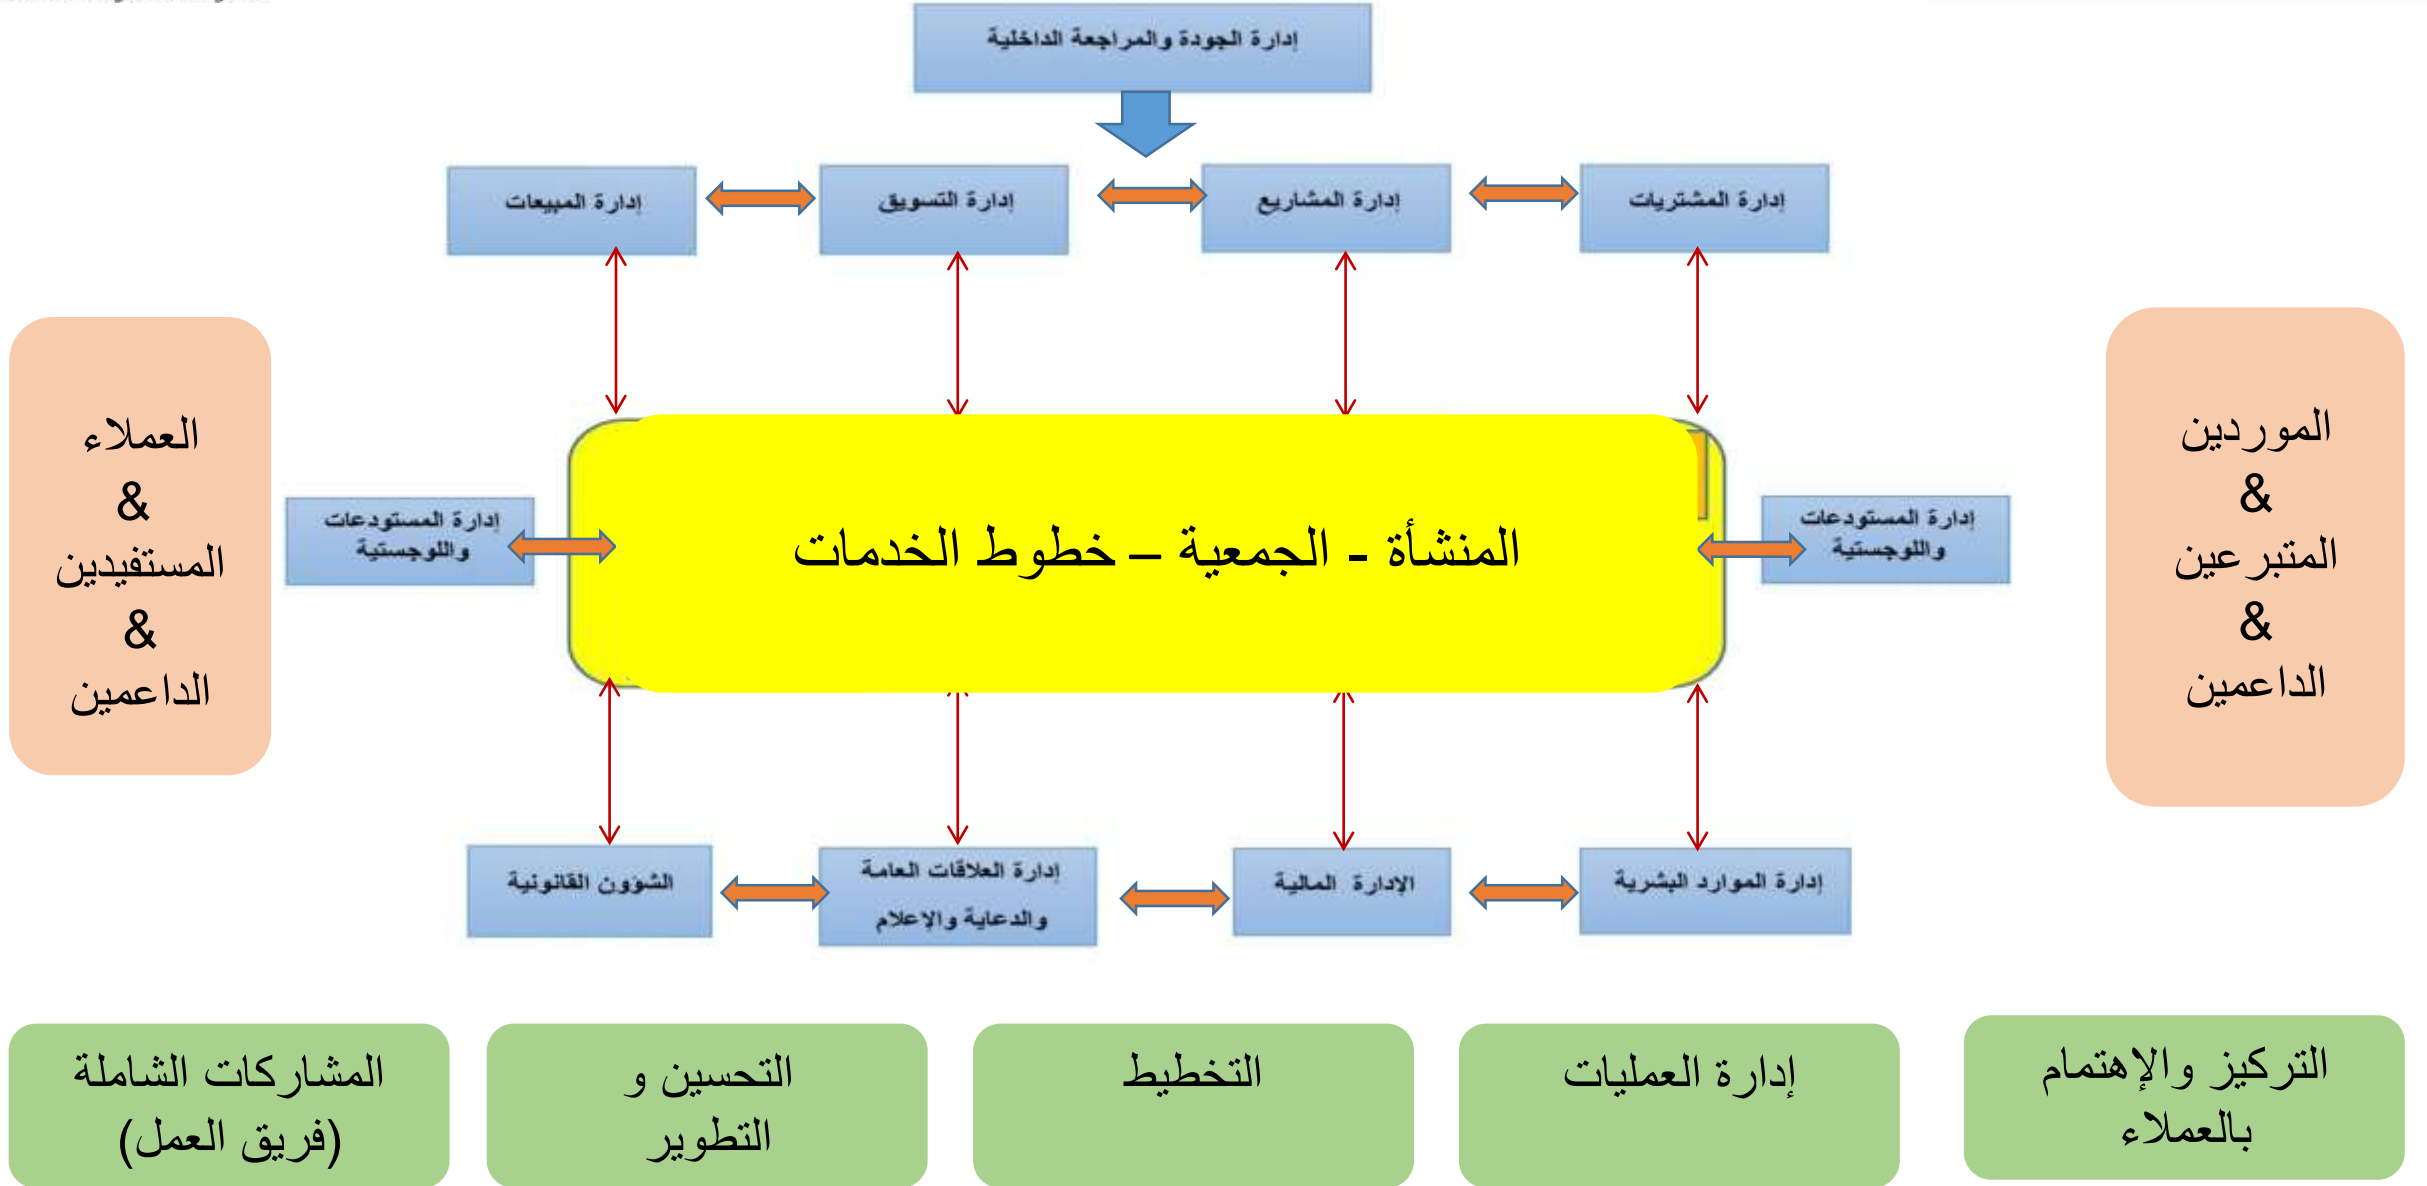 إدارة الجودة والمراجعة الداخلية
إدارة المشتريات
إدارة المشاريع
إدارة التسويق
إدارة المبيعات
الموردين
&
المتبرعين
&
الداعمين
إدارة المستودعات
واللوجستية
المنشأة - الجمعية – خطوط الخدمات
إدارة المستودعات
واللوجستية
العملاء
&
المستفيدين
&
الداعمين
إدارة الموارد البشرية
الإدارة المالية
إدارة العلاقات العامة
والدعاية والإعلام
الشؤون القانونية
التركيز والإهتمام
بالعملاء
إدارة العمليات
التخطيط
التحسين و
التطوير
المشاركات الشاملة
(فريق العمل)